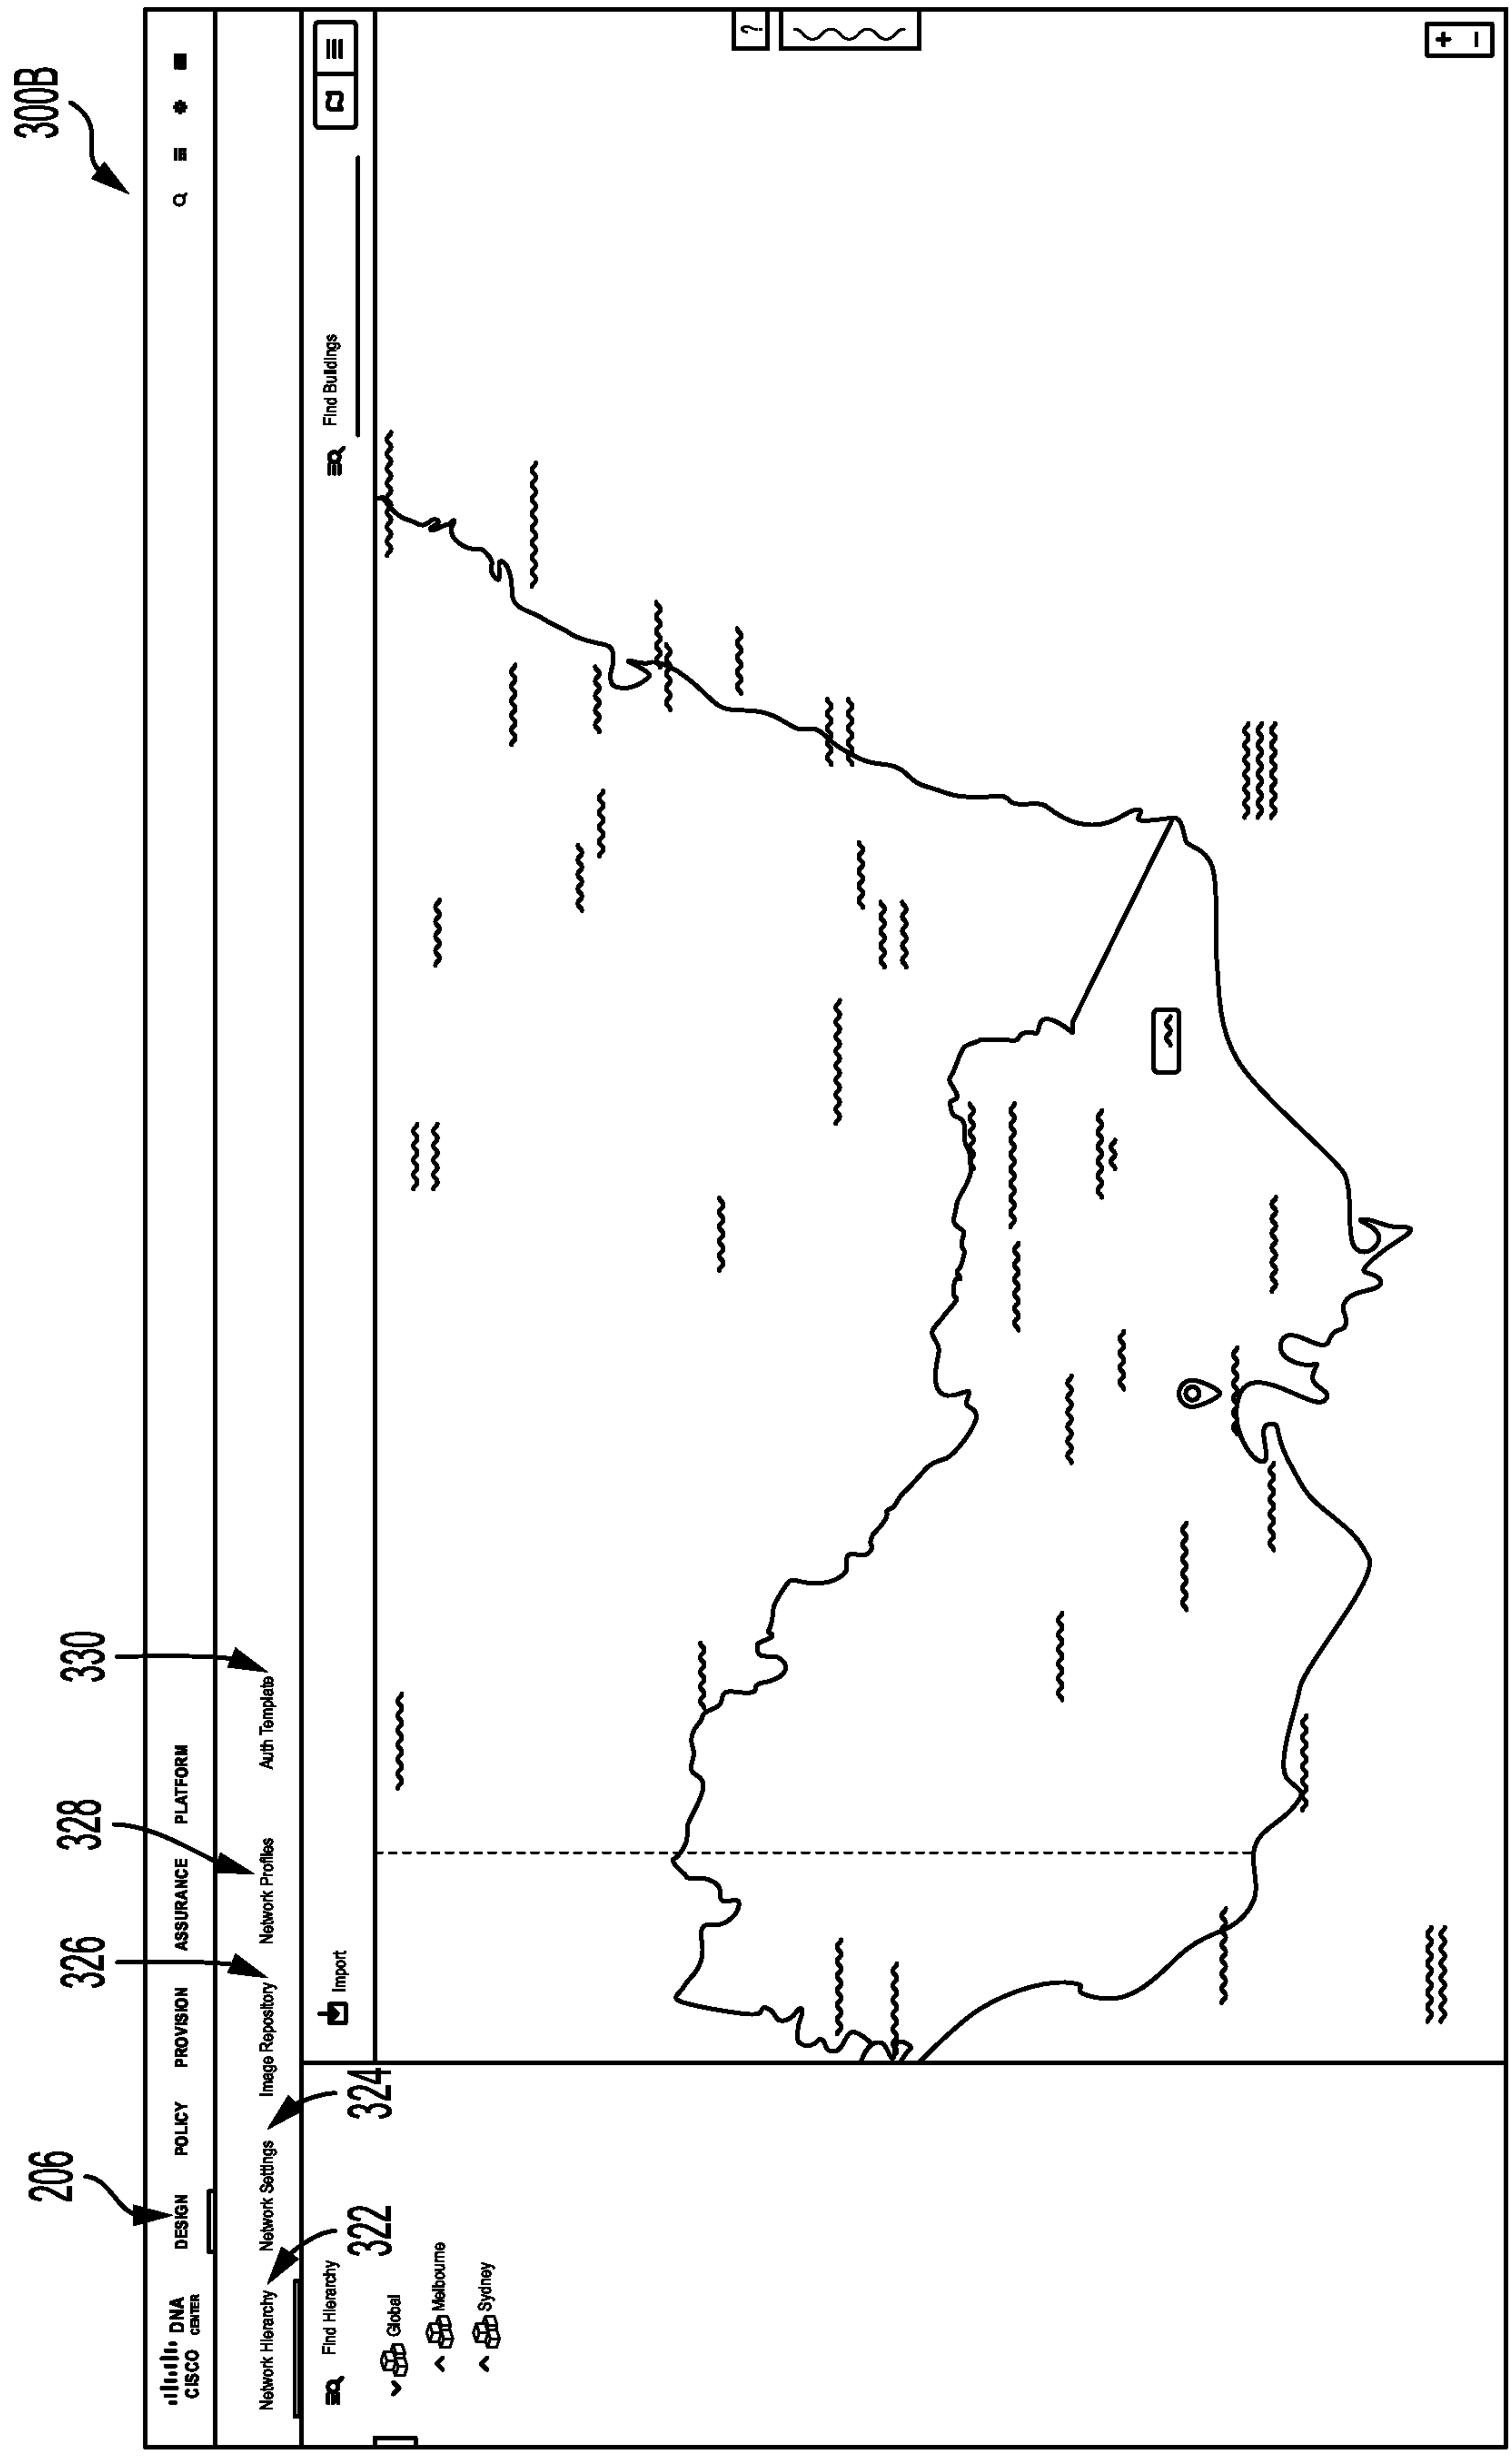 300B
206
326
328
330
CISCO DNA CENTER
DESIGN POLICY PROVISION ASSURANCE PLATFORM
Network Hierarchy Network Settings Image Repository Network Profiles Auth Template
322
324
Find Hierarchy
Import
Find Buildings
Global
Melbourne
Sydney
?
+
−